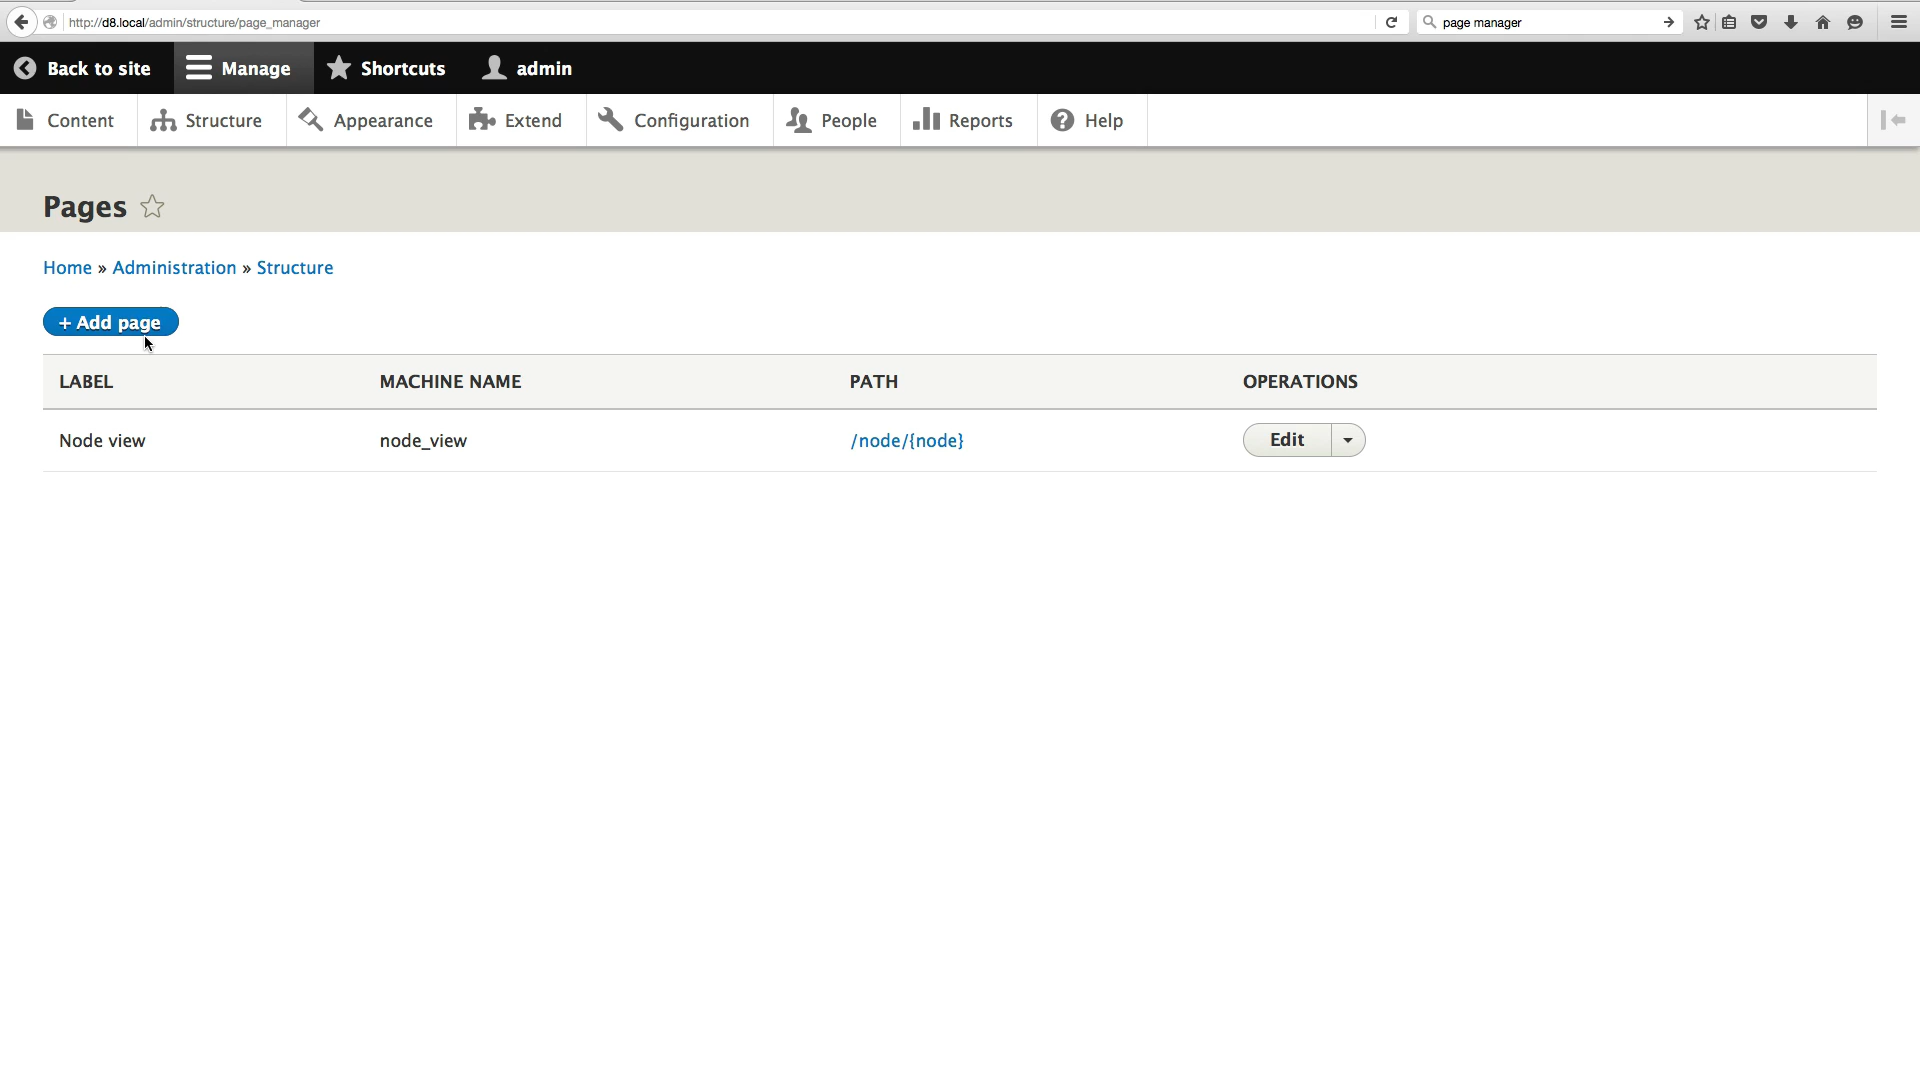 http://d8.local/admin/structure/page_manager
page manager
Back to site
Manage
Shortcuts
admin
Content
Structure
Appearance
Extend
Configuration
People
Reports
Help
Pages
Home » Administration » Structure
+ Add page
LABEL MACHINE NAME PATH OPERATIONS
Node view node_view /node/{node} Edit